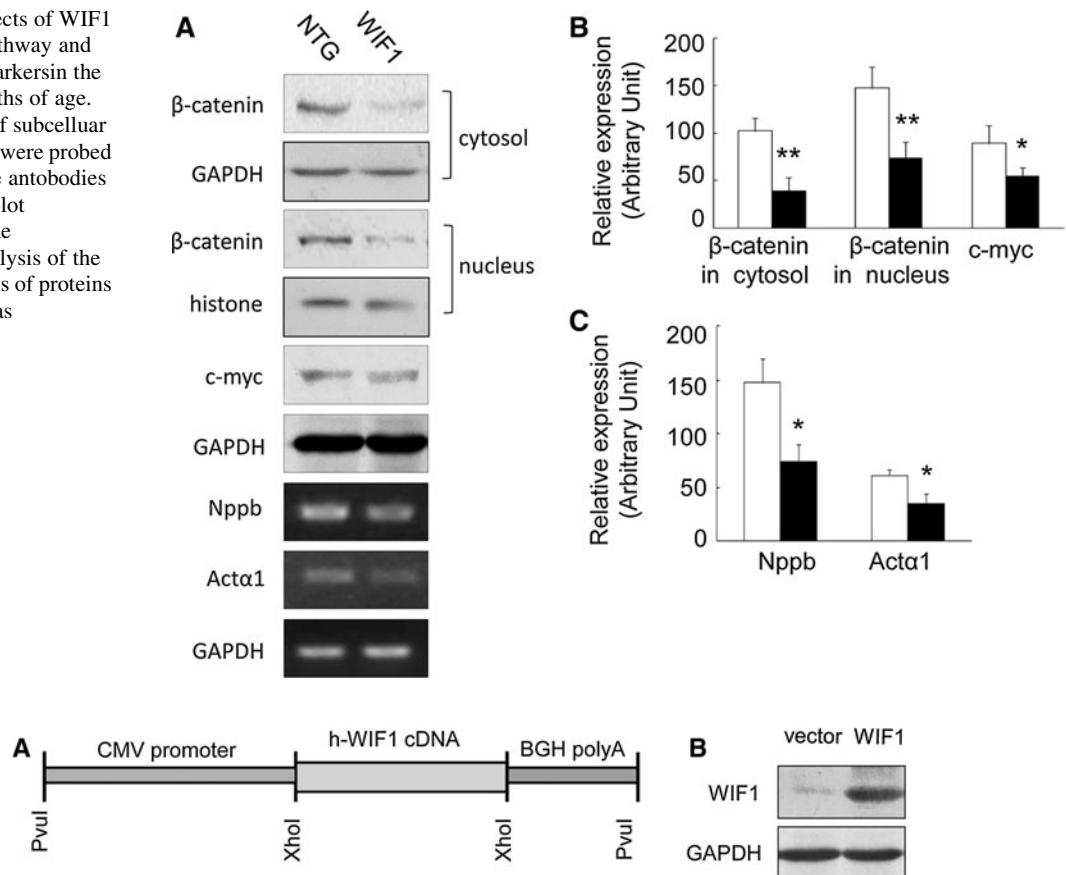 ects of WIF1
thway and
arkersin the
ths of age.
of subcelluar
were probed
e antobodies
lot
ne
lysis of the
ls of proteins
as
A
NTG WIF1
β-catenin
GAPDH
cytosol
β-catenin
histone
nucleus
c-myc
GAPDH
Nppb
Actα1
GAPDH
B
Relative expression
(Arbitrary Unit)
200
150
100
50
0
** ** *
β-catenin
in cytosol
β-catenin
in nucleus
c-myc
C
Relative expression
(Arbitrary Unit)
200
150
100
50
0
* *
Nppb Actα1
A
CMV promoter h-WIF1 cDNA BGH polyA
PvuI XhoI XhoI PvuI
B
vector WIF1
WIF1
GAPDH